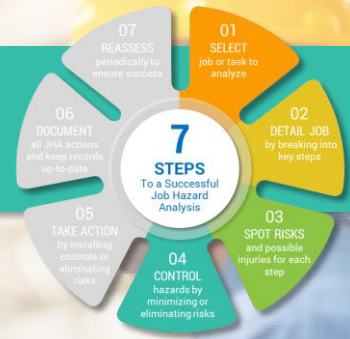 7
STEPS
To a Successful
Job Hazard
Analysis
01
SELECT
job or task to
analyze
02
DETAIL JOB
by breaking into
key steps
03
SPOT RISKS
and possible
injuries for each
step
04
CONTROL
hazards by
minimizing or
eliminating risks
05
TAKE ACTION
by installing
controls or
eliminating
risks
06
DOCUMENT
all JHA actions
and keep records
up-to-date
07
REASSESS
periodically to
ensure success